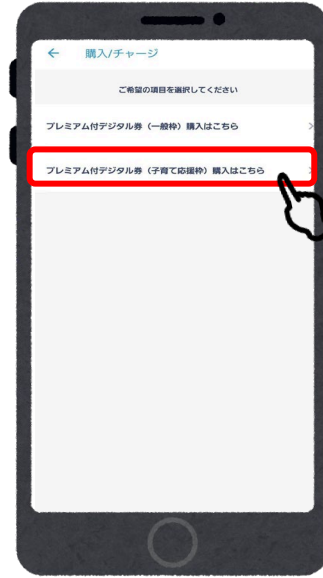 ← 購入/チャージ
ご希望の項目を選択してください
プレミアム付デジタル券（一般枠）購入はこちら
プレミアム付デジタル券（子育て応援枠）購入はこちら